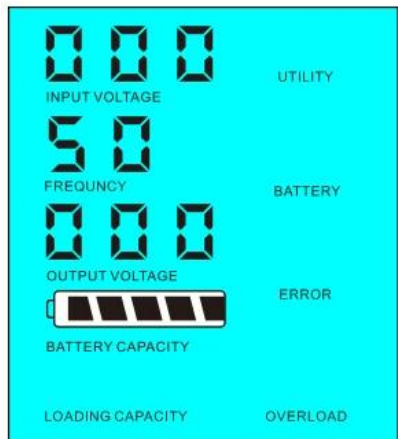 000
UTILITY
INPUT VOLTAGE
50
FREQUNCY
BATTERY
000
OUTPUT VOLTAGE
ERROR
BATTERY CAPACITY
LOADING CAPACITY
OVERLOAD